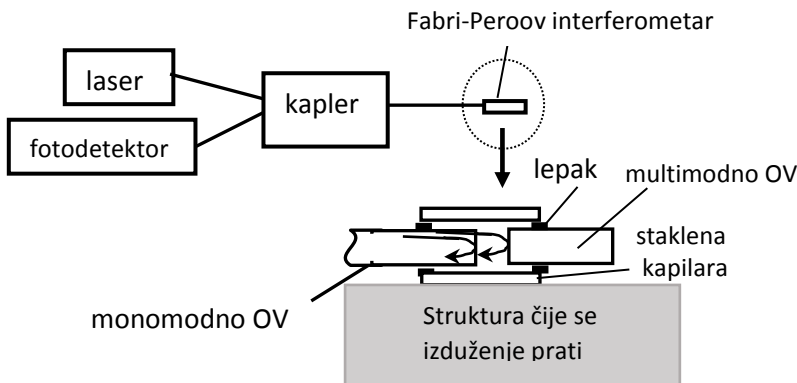 Fabri-Peroov interferometar
laser
kapler
fotodetektor
lepak
multimodno OV
staklena
kapilara
monomodno OV
Struktura čije se
izduženje prati